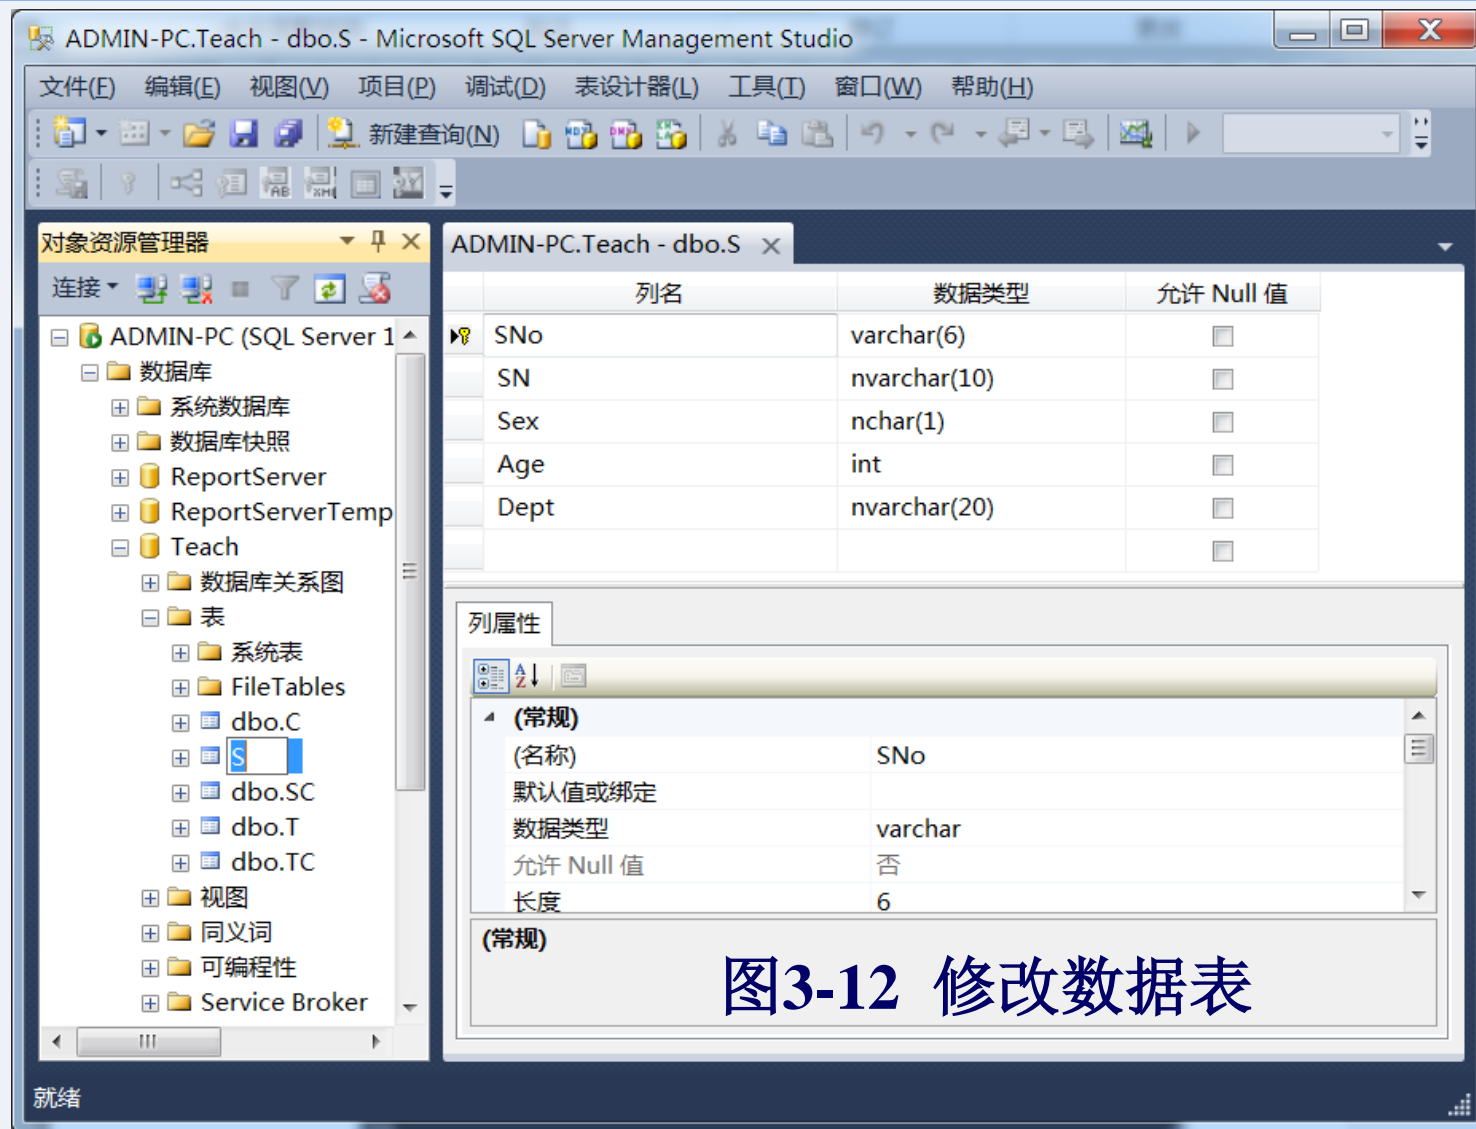 ADMIN-PC.Teach - dbo.S - Microsoft SQL Server Management Studio
文件(F) 编辑(E) 视图(V) 项目(P) 调试(D) 表设计器(L) 工具(T) 窗口(W) 帮助(H)
新建查询(N)
对象资源管理器
连接
ADMIN-PC (SQL Server 1
数据库
系统数据库
数据库快照
ReportServer
ReportServerTemp
Teach
数据库关系图
表
系统表
FileTables
dbo.C
S
dbo.SC
dbo.T
dbo.TC
视图
同义词
可编程性
Service Broker
ADMIN-PC.Teach - dbo.S
列名 数据类型 允许 Null 值
SNo varchar(6)
SN nvarchar(10)
Sex nchar(1)
Age int
Dept nvarchar(20)
列属性
(常规)
(名称) SNo
默认值或绑定
数据类型 varchar
允许 Null 值 否
长度 6
(常规)
图3-12 修改数据表
就绪